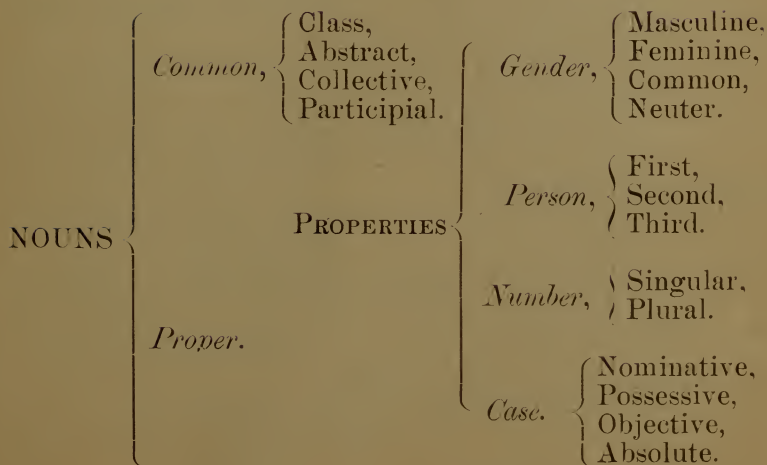 NOUNS
Common,
Class,
Abstract,
Collective,
Participial.
Proper.
PROPERTIES
Gender,
Masculine,
Feminine,
Common,
Neuter.
Person,
First,
Second,
Third.
Number,
Singular,
Plural.
Case.
Nominative,
Possessive,
Objective,
Absolute.